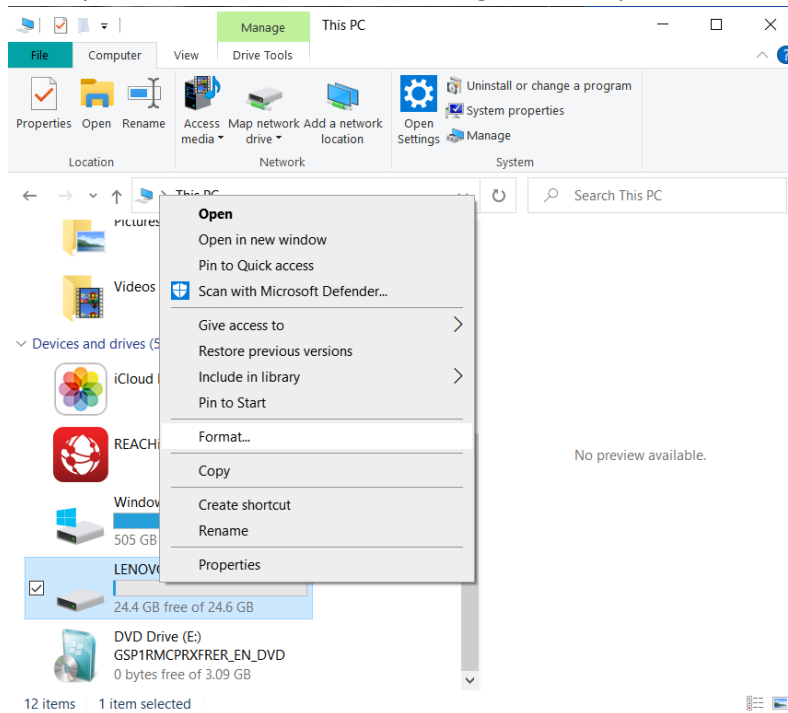 Manage This PC
File Computer View Drive Tools
Properties Open Rename
Access media Map network drive Add a network location
Open Settings
Uninstall or change a program
System properties
Manage
Location Network System
This PC
Search This PC
Pictures
Videos
Devices and drives (5
iCloud
REACHi
Window
505 GB
LENOVO
24.4 GB free of 24.6 GB
DVD Drive (E:)
GSP1RMCPRXFRER_EN_DVD
0 bytes free of 3.09 GB
Open
Open in new window
Pin to Quick access
Scan with Microsoft Defender...
Give access to
Restore previous versions
Include in library
Pin to Start
Format...
Copy
Create shortcut
Rename
Properties
No preview available.
12 items 1 item selected